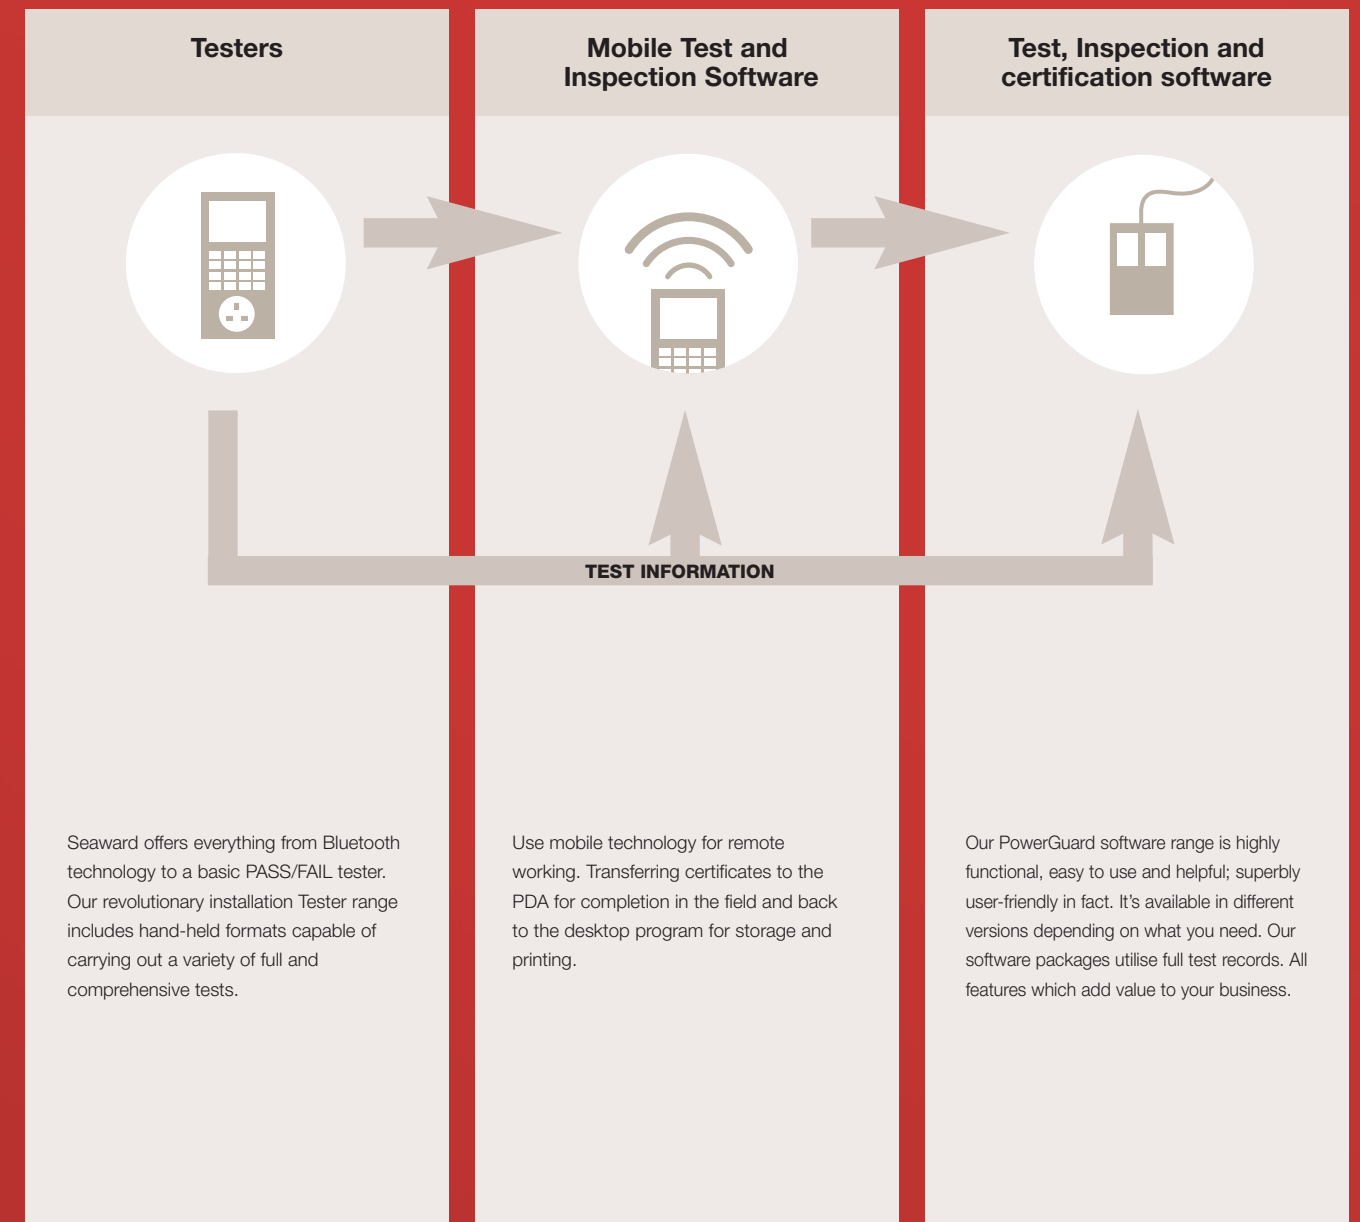 Testers
Mobile Test and
Inspection Software
Test, Inspection and
certification software
TEST INFORMATION
Seaward offers everything from Bluetooth
technology to a basic PASS/FAIL tester.
Our revolutionary installation Tester range
includes hand-held formats capable of
carrying out a variety of full and
comprehensive tests.
Use mobile technology for remote
working. Transferring certificates to the
PDA for completion in the field and back
to the desktop program for storage and
printing.
Our PowerGuard software range is highly
functional, easy to use and helpful; superbly
user-friendly in fact. It’s available in different
versions depending on what you need. Our
software packages utilise full test records. All
features which add value to your business.